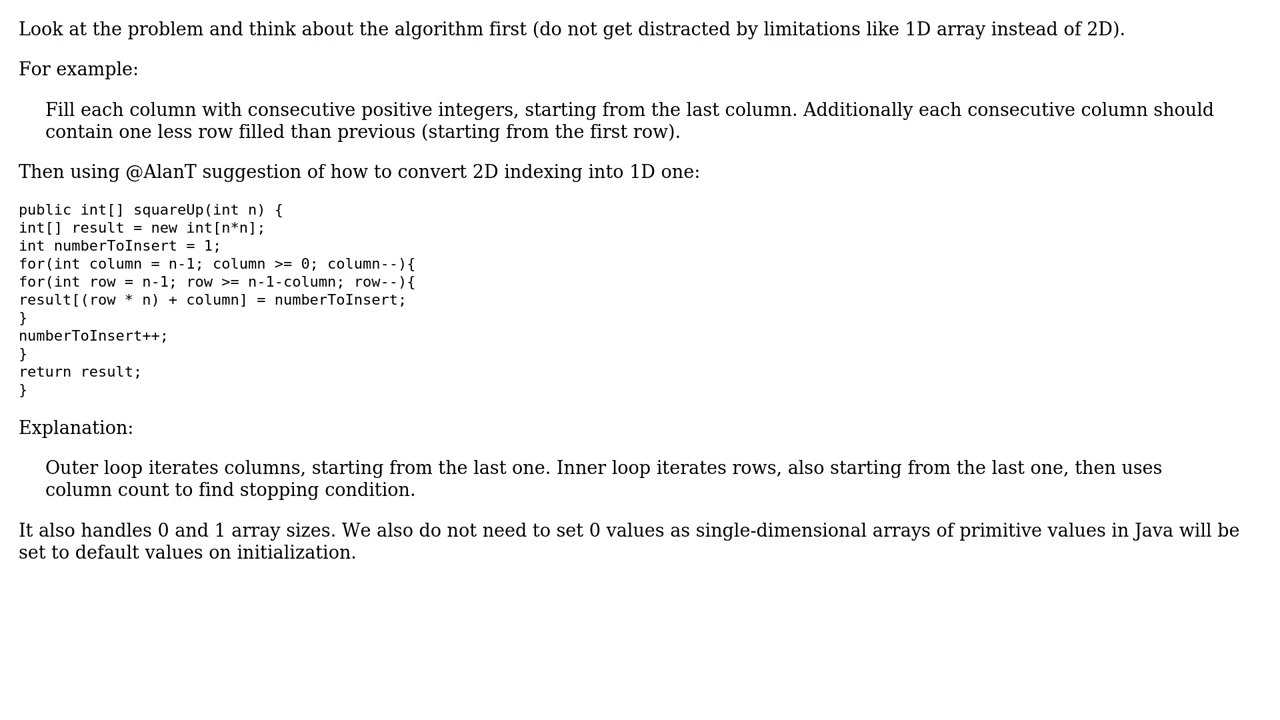 Look at the problem and think about the algorithm first (do not get distracted by limitations like 1D array instead of 2D).
For example:
Fill each column with consecutive positive integers, starting from the last column. Additionally each consecutive column should
contain one less row filled than previous (starting from the first row).
Then using @AlanT suggestion of how to convert 2D indexing into 1D one:
public int[] squareUp(int n) {
int[] result = new int[n*n];
int numberToInsert = 1;
for(int column = n-1; column >= 0; column--){
for(int row = n-1; row >= n-1-column; row--){
result[(row * n) + column] = numberToInsert;
}
numberToInsert++;
}
return result;
}
Explanation:
Outer loop iterates columns, starting from the last one. Inner loop iterates rows, also starting from the last one, then uses
column count to find stopping condition.
It also handles 0 and 1 array sizes. We also do not need to set 0 values as single-dimensional arrays of primitive values in Java will be
set to default values on initialization.